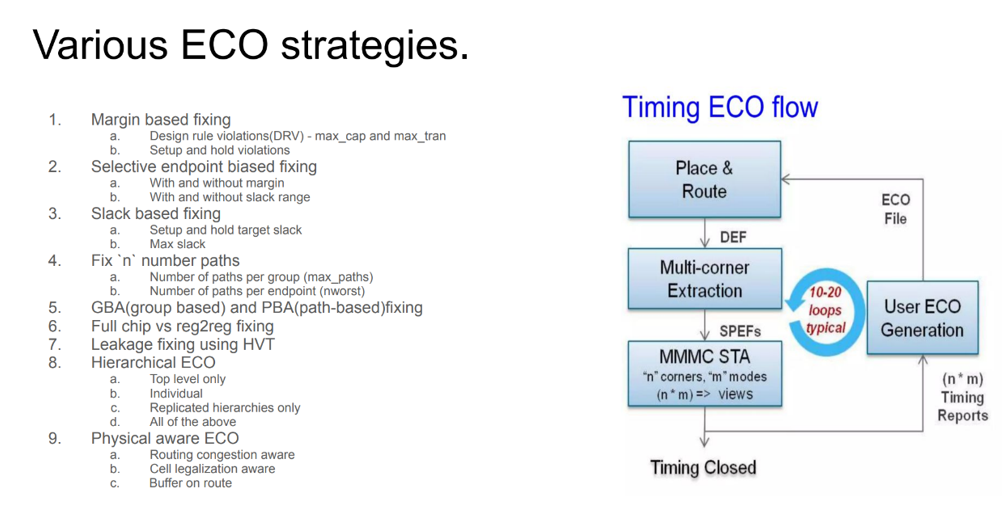 Various ECO strategies.
1. Margin based fixing
a. Design rule violations(DRV) - max_cap and max_tran
b. Setup and hold violations
2. Selective endpoint biased fixing
a. With and without margin
b. With and without slack range
3. Slack based fixing
a. Setup and hold target slack
b. Max slack
4. Fix `n` number paths
a. Number of paths per group (max_paths)
b. Number of paths per endpoint (nworst)
5. GBA(group based) and PBA(path-based)fixing
6. Full chip vs reg2reg fixing
7. Leakage fixing using HVT
8. Hierarchical ECO
a. Top level only
b. Individual
c. Replicated hierarchies only
d. All of the above
9. Physical aware ECO
a. Routing congestion aware
b. Cell legalization aware
c. Buffer on route
Timing ECO flow
Place &
Route
ECO
File
DEF
Multi-corner
Extraction
10-20
loops
typical
User ECO
Generation
SPEFs
MMMC STA
"n" corners, "m" modes
(n * m) => views
(n * m)
Timing
Reports
Timing Closed